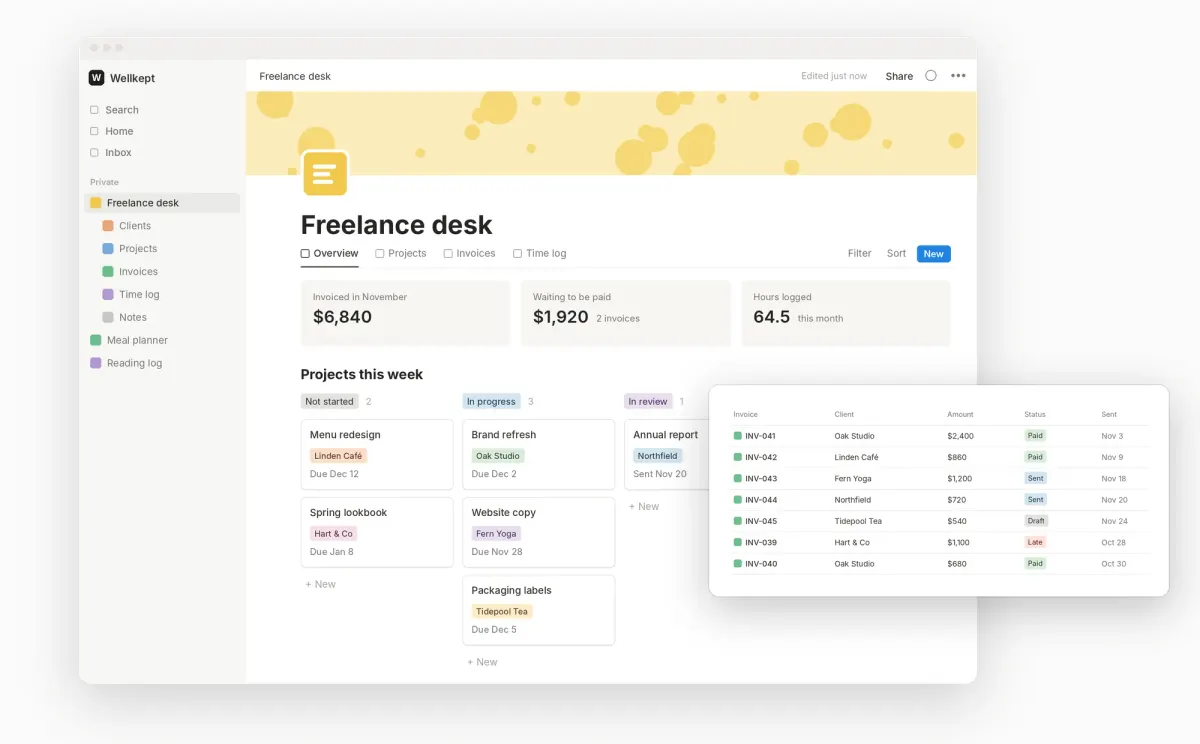 W Wellkept
Search
Home
Inbox
Private
Freelance desk
Clients
Projects
Invoices
Time log
Notes
Meal planner
Reading log
Freelance desk Edited just now Share •••
Freelance desk
Overview Projects Invoices Time log Filter Sort New
Invoiced in November
$6,840
Waiting to be paid
$1,920 2 invoices
Hours logged
64.5 this month
Projects this week
Not started 2
Menu redesign
Linden Café
Due Dec 12
Spring lookbook
Hart & Co
Due Jan 8
+ New
In progress 3
Brand refresh
Oak Studio
Due Dec 2
Website copy
Fern Yoga
Due Nov 28
Packaging labels
Tidepool Tea
Due Dec 5
+ New
In review 1
Annual report
Northfield
Sent Nov 20
+ New
Invoice Client Amount Status Sent
INV-041 Oak Studio $2,400 Paid Nov 3
INV-042 Linden Café $860 Paid Nov 9
INV-043 Fern Yoga $1,200 Sent Nov 18
INV-044 Northfield $720 Sent Nov 20
INV-045 Tidepool Tea $540 Draft Nov 24
INV-039 Hart & Co $1,100 Late Oct 28
INV-040 Oak Studio $680 Paid Oct 30